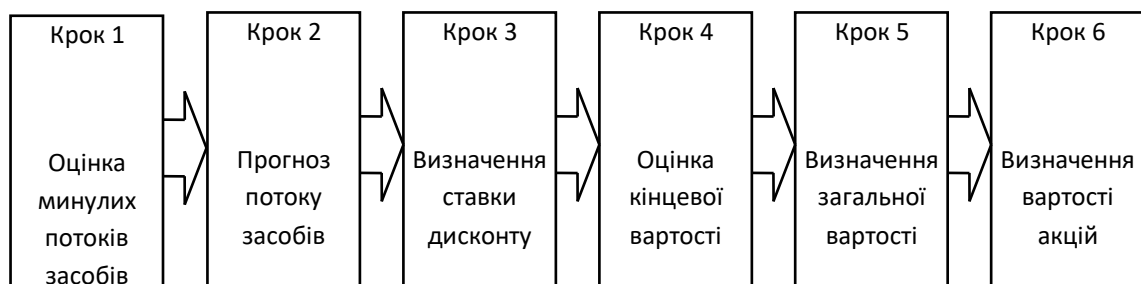 Крок 1
Оцінка
минулих
потоків
засобів
Крок 2
Прогноз
потоку
засобів
Крок 3
Визначення
ставки
дисконту
Крок 4
Оцінка
кінцевої
вартості
Крок 5
Визначення
загальної
вартості
Крок 6
Визначення
вартості
акцій